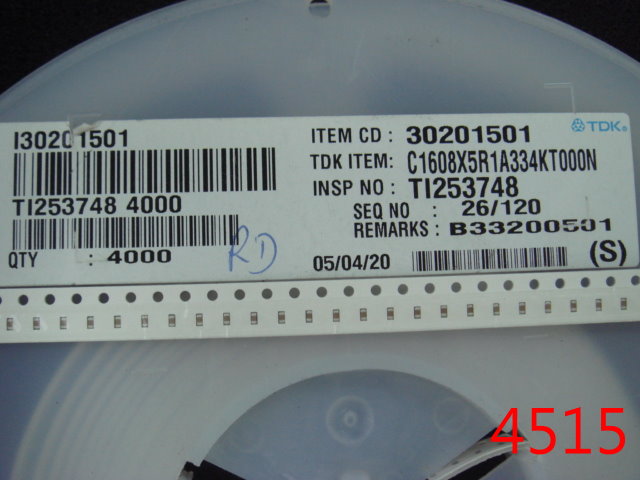 I30201501
TI253748 4000
QTY : 4000
RD
TDK®
ITEM CD : 30201501
TDK ITEM: C1608X5R1A334KT000N
INSP NO : TI253748
SEQ NO : 26/120
REMARKS : B33200501
05/04/20
(S)
4515